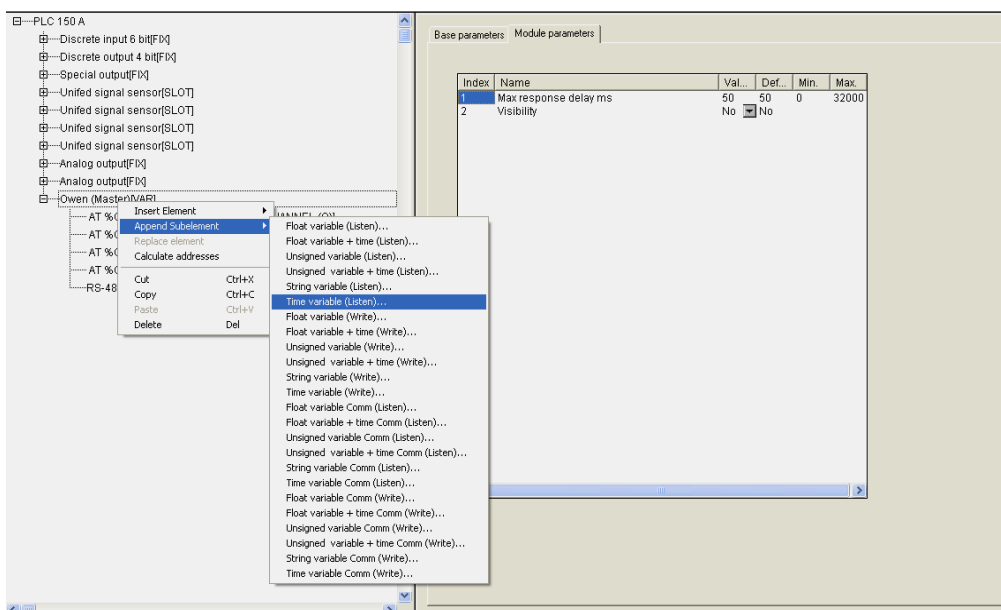 PLC 150 A
Discrete input 6 bit[FIX]
Discrete output 4 bit[FIX]
Special output[FIX]
Unifed signal sensor[SLOT]
Unifed signal sensor[SLOT]
Unifed signal sensor[SLOT]
Unifed signal sensor[SLOT]
Analog output[FIX]
Analog output[FIX]
Owen (Master)[VAR]
AT
AT
AT
AT
RS-48
Insert Element
Append Subelement
Replace element
Calculate addresses
Cut Ctrl+X
Copy Ctrl+C
Paste Ctrl+V
Delete Del
Float variable (Listen)...
Float variable + time (Listen)...
Unsigned variable (Listen)...
Unsigned variable + time (Listen)...
String variable (Listen)...
Time variable (Listen)...
Float variable (Write)...
Float variable + time (Write)...
Unsigned variable (Write)...
Unsigned variable + time (Write)...
String variable (Write)...
Time variable (Write)...
Float variable Comm (Listen)...
Float variable + time Comm (Listen)...
Unsigned variable Comm (Listen)...
Unsigned variable + time Comm (Listen)...
String variable Comm (Listen)...
Time variable Comm (Listen)...
Float variable Comm (Write)...
Float variable + time Comm (Write)...
Unsigned variable Comm (Write)...
Unsigned variable + time Comm (Write)...
String variable Comm (Write)...
Time variable Comm (Write)...
Base parameters Module parameters
Index Name Val... Def... Min. Max.
1 Max response delay ms 50 50 0 32000
2 Visibility No No